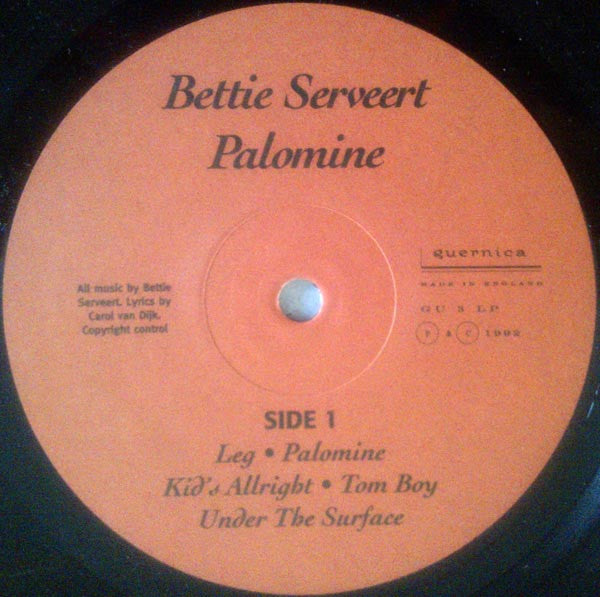 Bettie Serveert
Palomine
guernica
MADE IN ENGLAND
GU 3 LP
P & C 1992
All music by Bettie
Serveert. Lyrics by
Carol van Dijk.
Copyright control
SIDE 1
Leg • Palomine
Kid's Allright • Tom Boy
Under The Surface